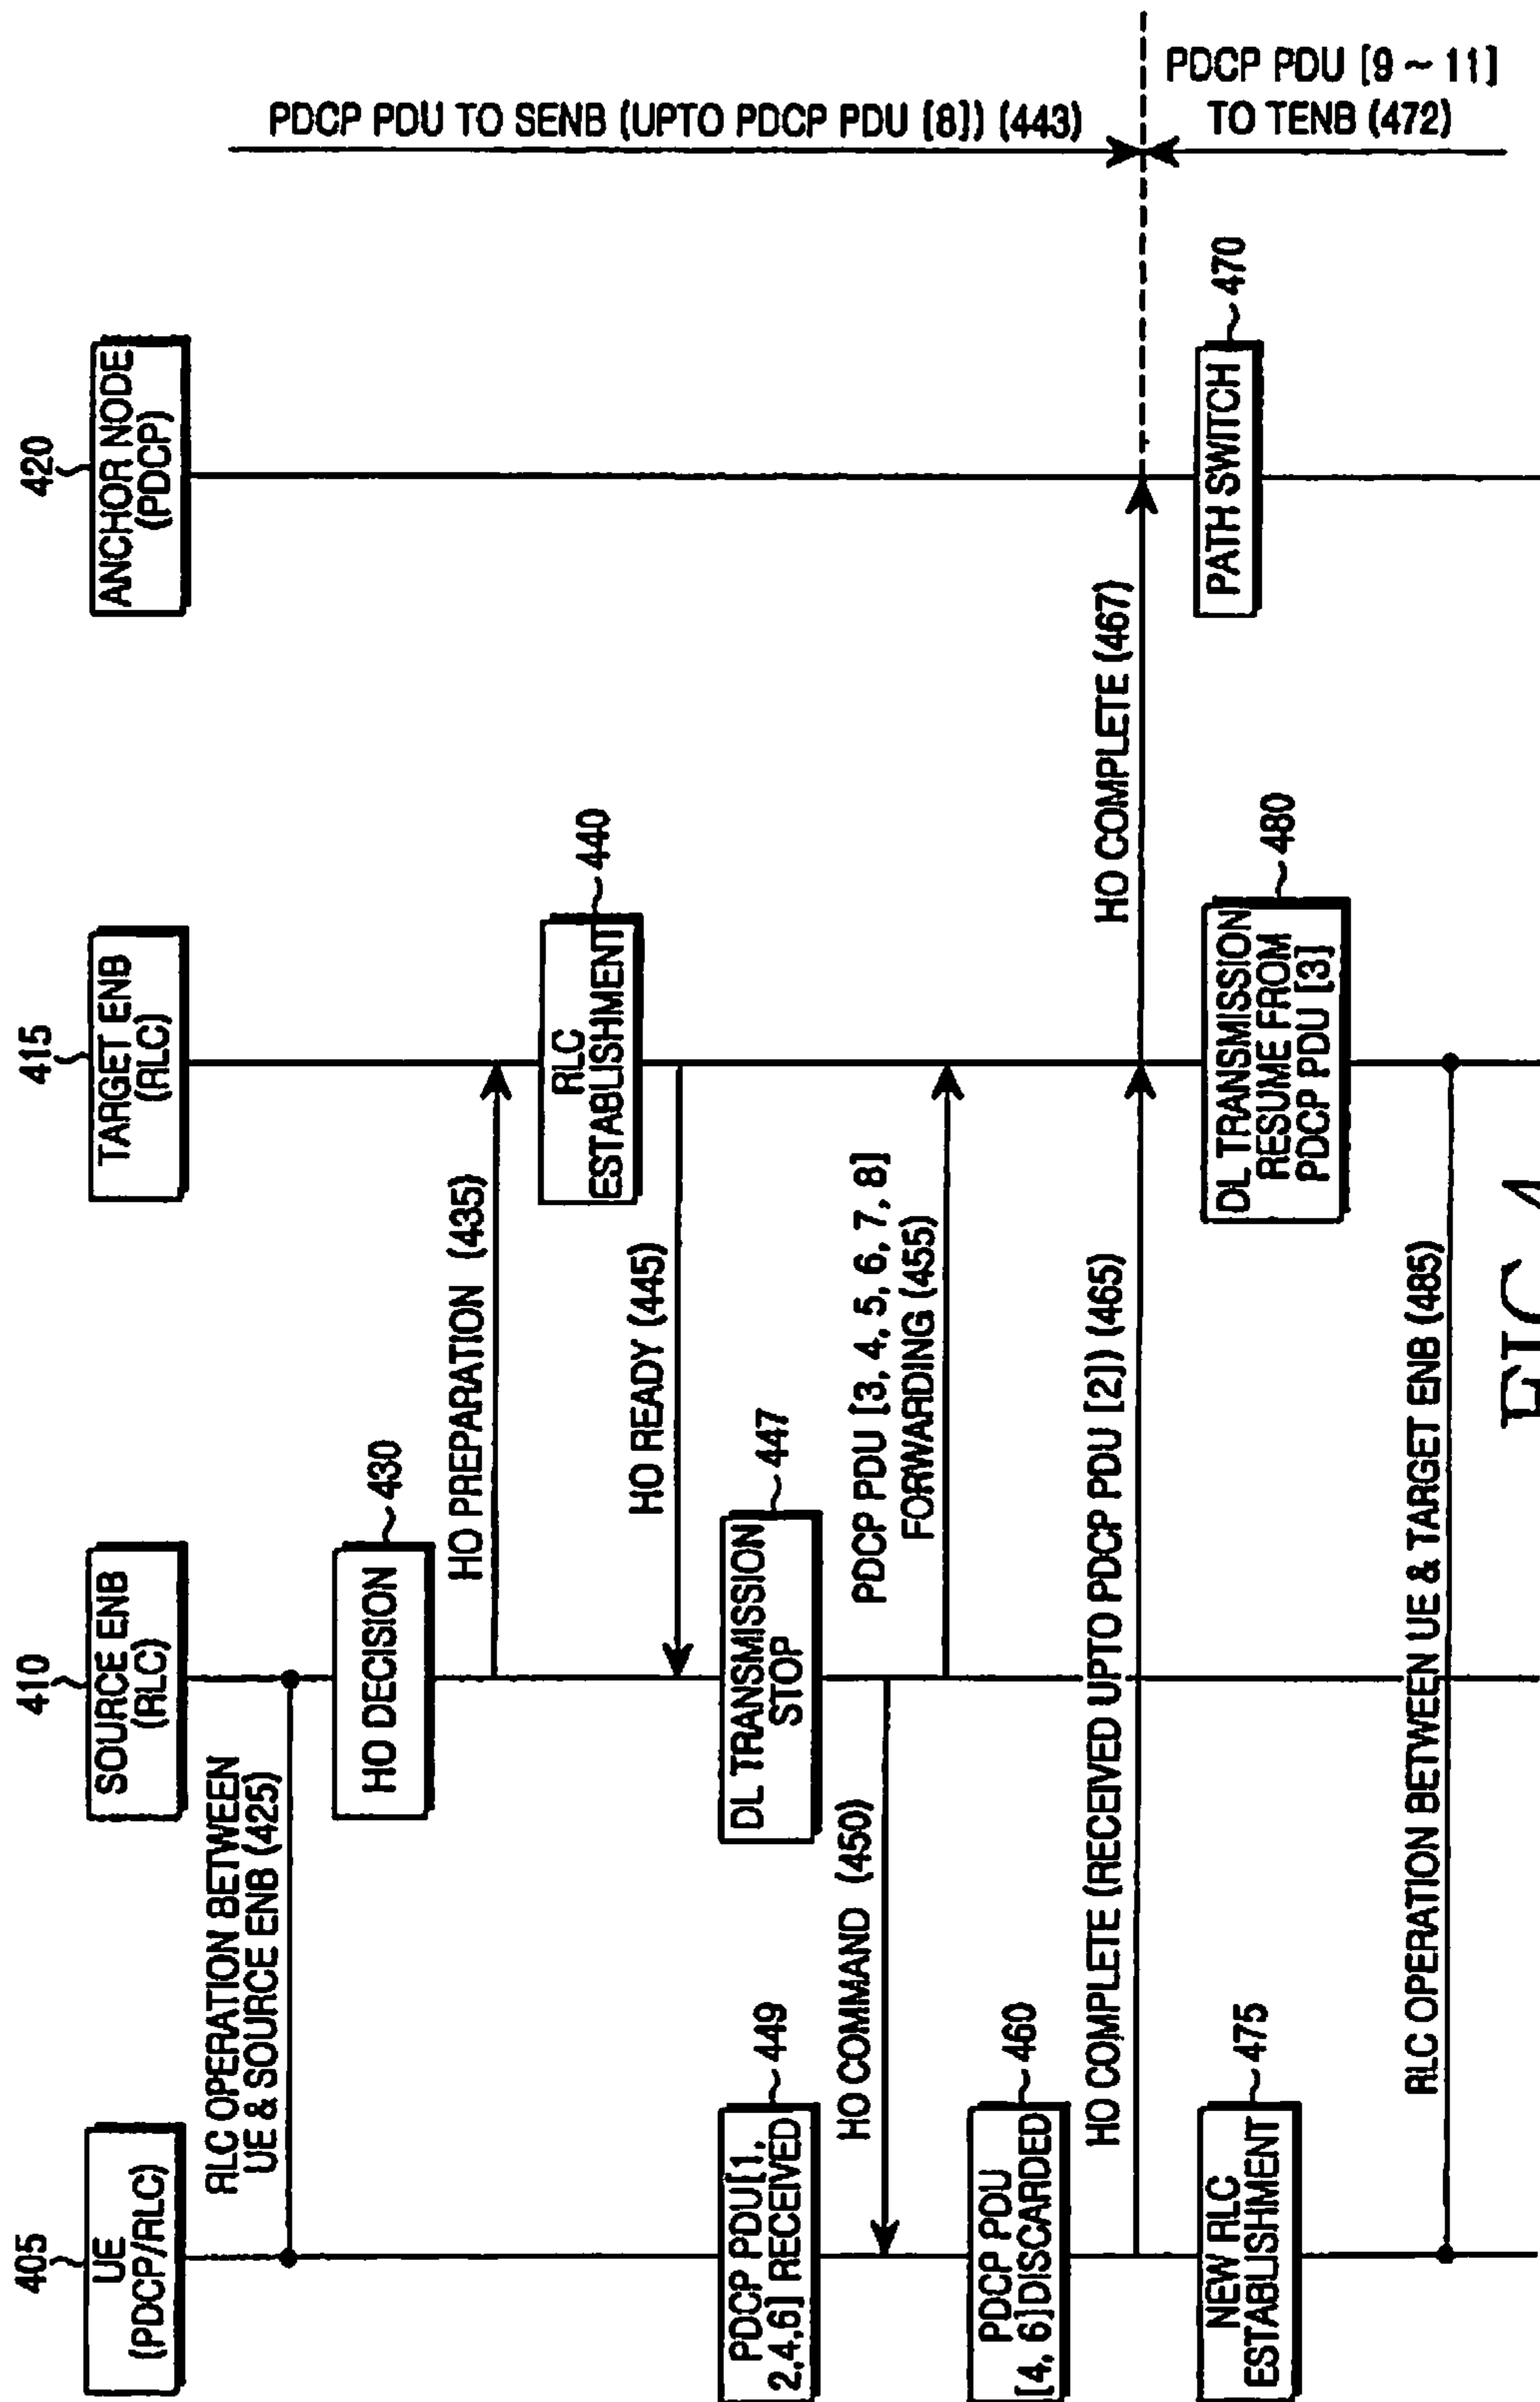 405
UE
(PDCP/RLC)
410
SOURCE ENB
(RLC)
415
TARGET ENB
(RLC)
420
ANCHOR NODE
(PDCP)
RLC OPERATION BETWEEN
UE & SOURCE ENB (425)
HO DECISION
430
HO PREPARATION (435)
RLC
ESTABLISHMENT
440
PDCP PDU TO SENB (UPTO PDCP PDU [8]) (443)
HO READY (445)
DL TRANSMISSION
STOP
447
PDCP PDU[1,
2,4,6] RECEIVED
449
HO COMMAND (450)
PDCP PDU [3, 4, 5, 6, 7, 8]
FORWARDING (455)
PDCP PDU
[4, 6]DISCARDED
460
HO COMPLETE (RECEIVED UPTO PDCP PDU [2]) (465)
HO COMPLETE (467)
PATH SWITCH
470
PDCP PDU [9 ~ 11]
TO TENB (472)
NEW RLC
ESTABLISHMENT
475
DL TRANSMISSION
RESUME FROM
PDCP PDU [3]
480
RLC OPERATION BETWEEN UE & TARGET ENB (485)